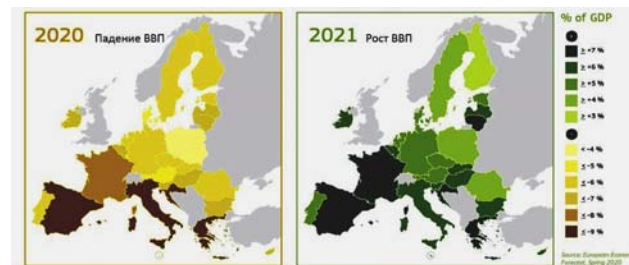 2020 Падение ВВП
2021 Рост ВВП
% of GDP
≥ +7 %
≥ +6 %
≥ +5 %
≥ +4 %
≥ +3 %
< -4 %
≤ -5 %
≤ -6 %
≤ -7 %
≤ -8 %
≤ -9 %
Source: European Econom
Forecast, Spring 2020